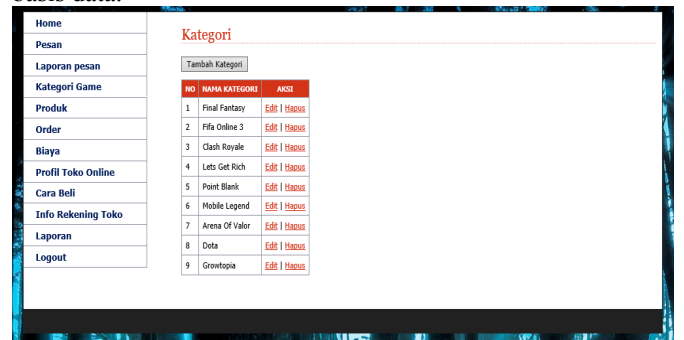 basis data.
Home
Pesan
Laporan pesan
Kategori Game
Produk
Order
Biaya
Profil Toko Online
Cara Beli
Info Rekening Toko
Laporan
Logout
Kategori
Tambah Kategori
NO NAMA KATEGORI AKSI
1 Final Fantasy Edit | Hapus
2 Fifa Online 3 Edit | Hapus
3 Clash Royale Edit | Hapus
4 Lets Get Rich Edit | Hapus
5 Point Blank Edit | Hapus
6 Mobile Legend Edit | Hapus
7 Arena Of Valor Edit | Hapus
8 Dota Edit | Hapus
9 Growtopia Edit | Hapus